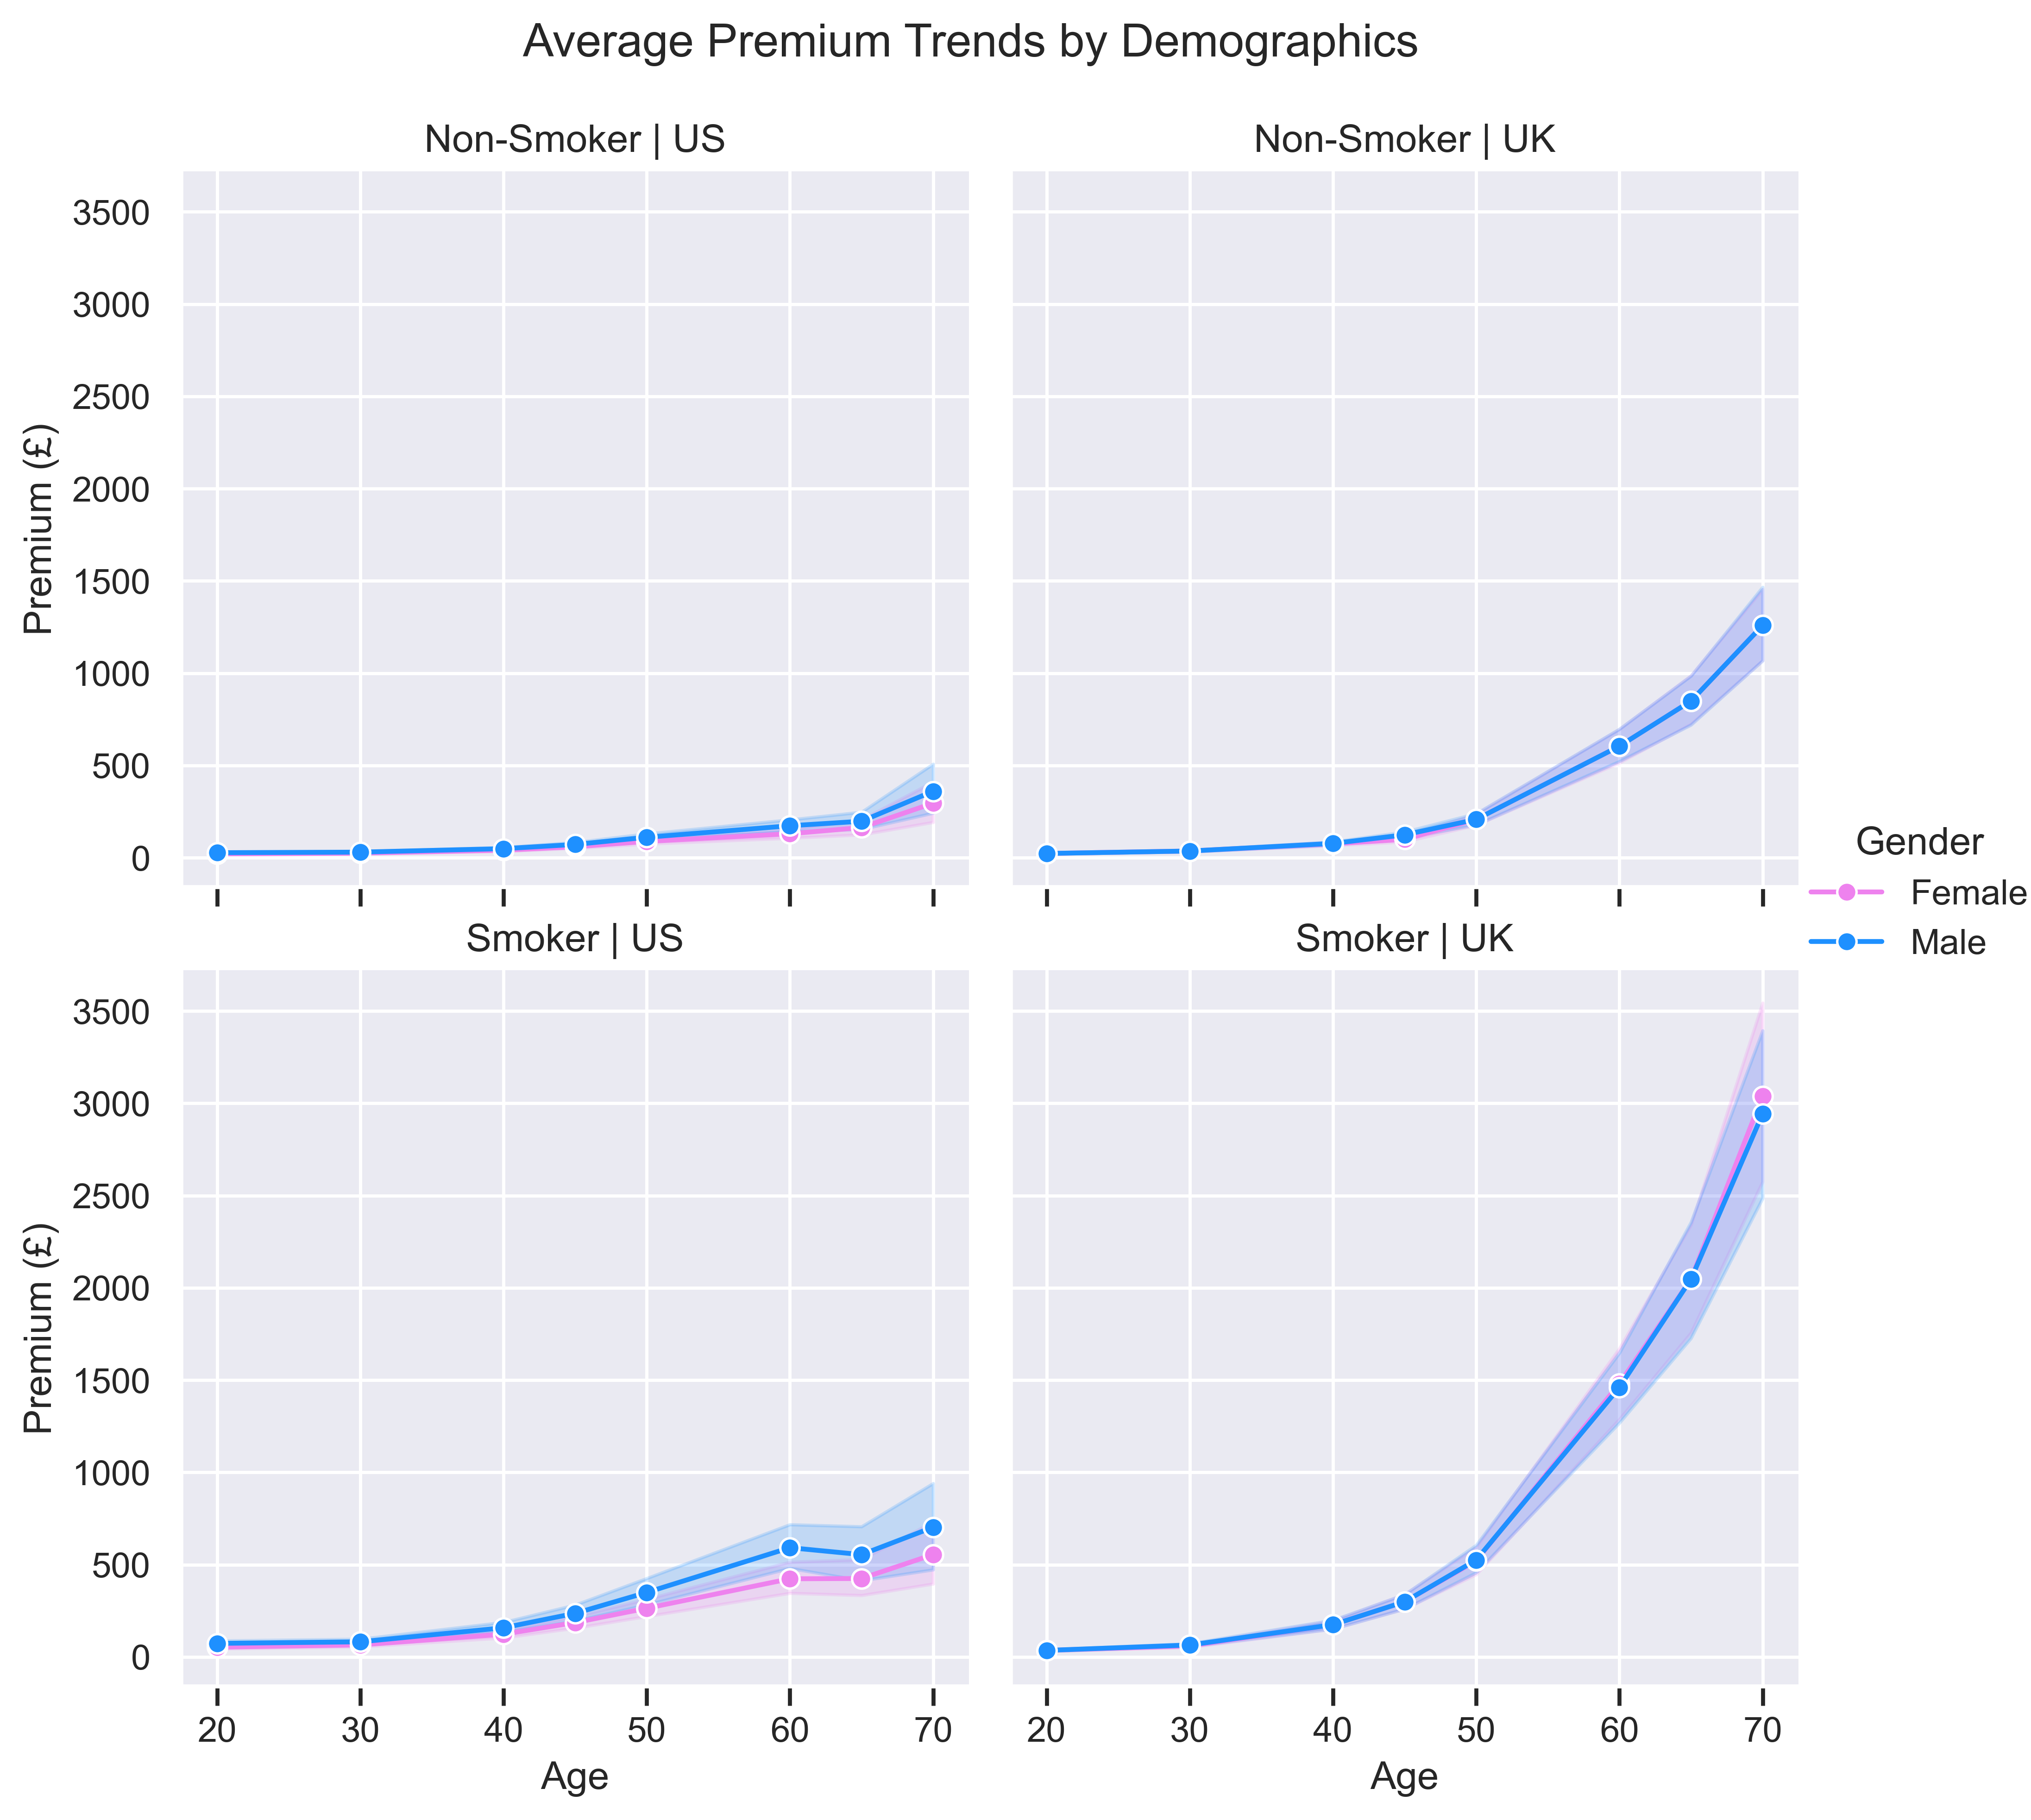 Average Premium Trends by Demographics
Non-Smoker | US
Non-Smoker | UK
3500
3000
2500
2000
1500
1000
500
0
Premium (£)
Gender
Female
Male
Smoker | US
Smoker | UK
3500
3000
2500
2000
1500
1000
500
0
Premium (£)
20 30 40 50 60 70
20 30 40 50 60 70
Age
Age